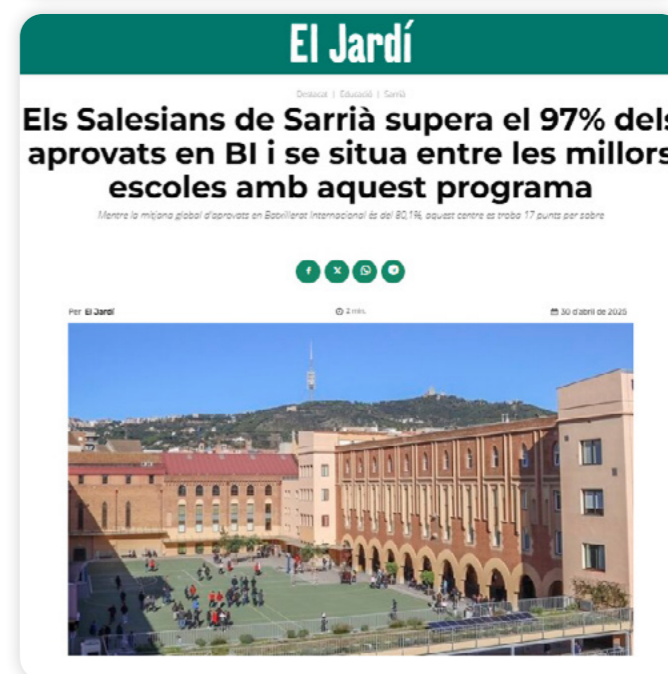 El Jardí
Destacat | Educació | Sarrià
Els Salesians de Sarrià supera el 97% dels
aprovats en BI i se situa entre les millors
escoles amb aquest programa
Mentre la mitjana global d'aprovats en Batxillerat Internacional és del 80,1%, aquest centre es troba 17 punts per sobre
Per El Jardí
2 min.
30 d'abril de 2025